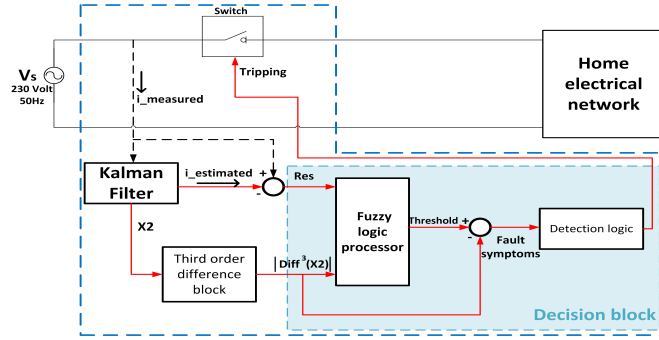 Switch
Vs
230 Volt
50Hz
Tripping
i_measured
Home
electrical
network
Kalman
Filter
i_estimated
+
-
Res
X2
Third order
difference
block
|Diff³(X2)|
Fuzzy
logic
processor
Threshold
+
-
Fault
symptoms
Detection logic
Decision block